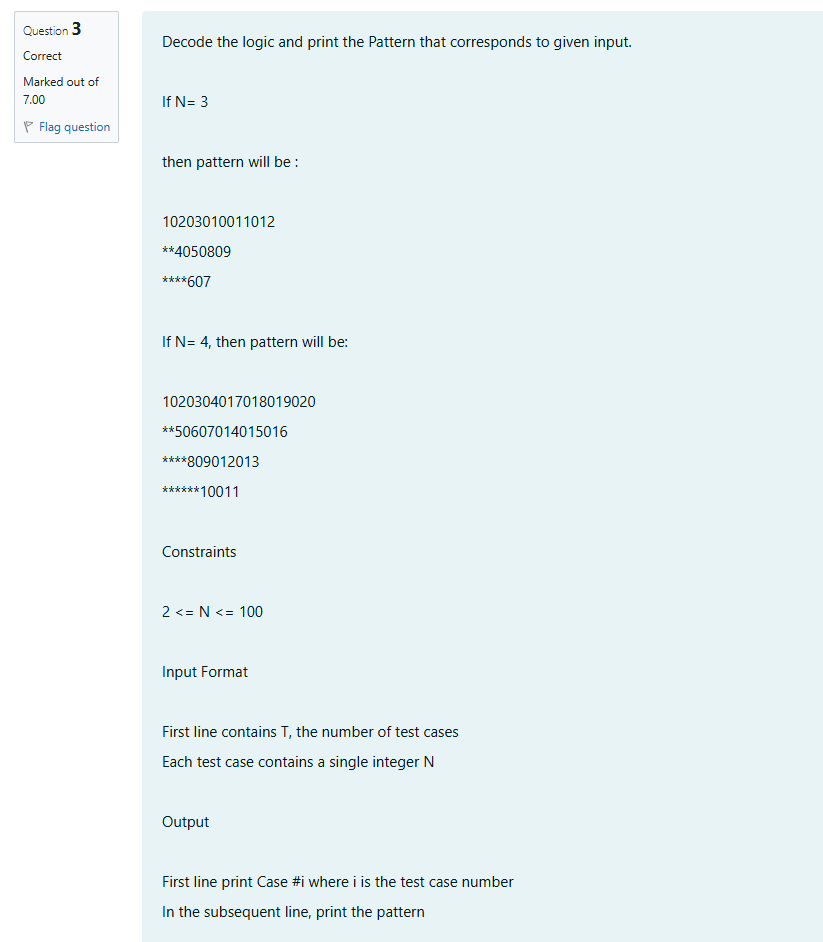 Question 3
Correct
Marked out of
7.00
Flag question
Decode the logic and print the Pattern that corresponds to given input.
If N= 3
then pattern will be :
10203010011012
**4050809
****607
If N= 4, then pattern will be:
1020304017018019020
**50607014015016
****809012013
******10011
Constraints
2 <= N <= 100
Input Format
First line contains T, the number of test cases
Each test case contains a single integer N
Output
First line print Case #i where i is the test case number
In the subsequent line, print the pattern